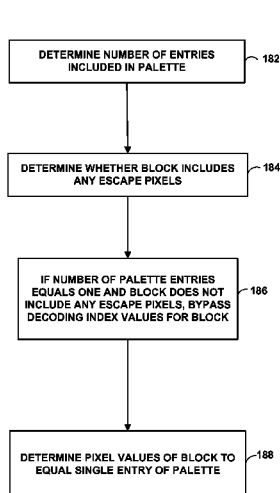 DETERMINE NUMBER OF ENTRIES
INCLUDED IN PALETTE
182
DETERMINE WHETHER BLOCK INCLUDES
ANY ESCAPE PIXELS
184
IF NUMBER OF PALETTE ENTRIES
EQUALS ONE AND BLOCK DOES NOT
INCLUDE ANY ESCAPE PIXELS, BYPASS
DECODING INDEX VALUES FOR BLOCK
186
DETERMINE PIXEL VALUES OF BLOCK TO
EQUAL SINGLE ENTRY OF PALETTE
188